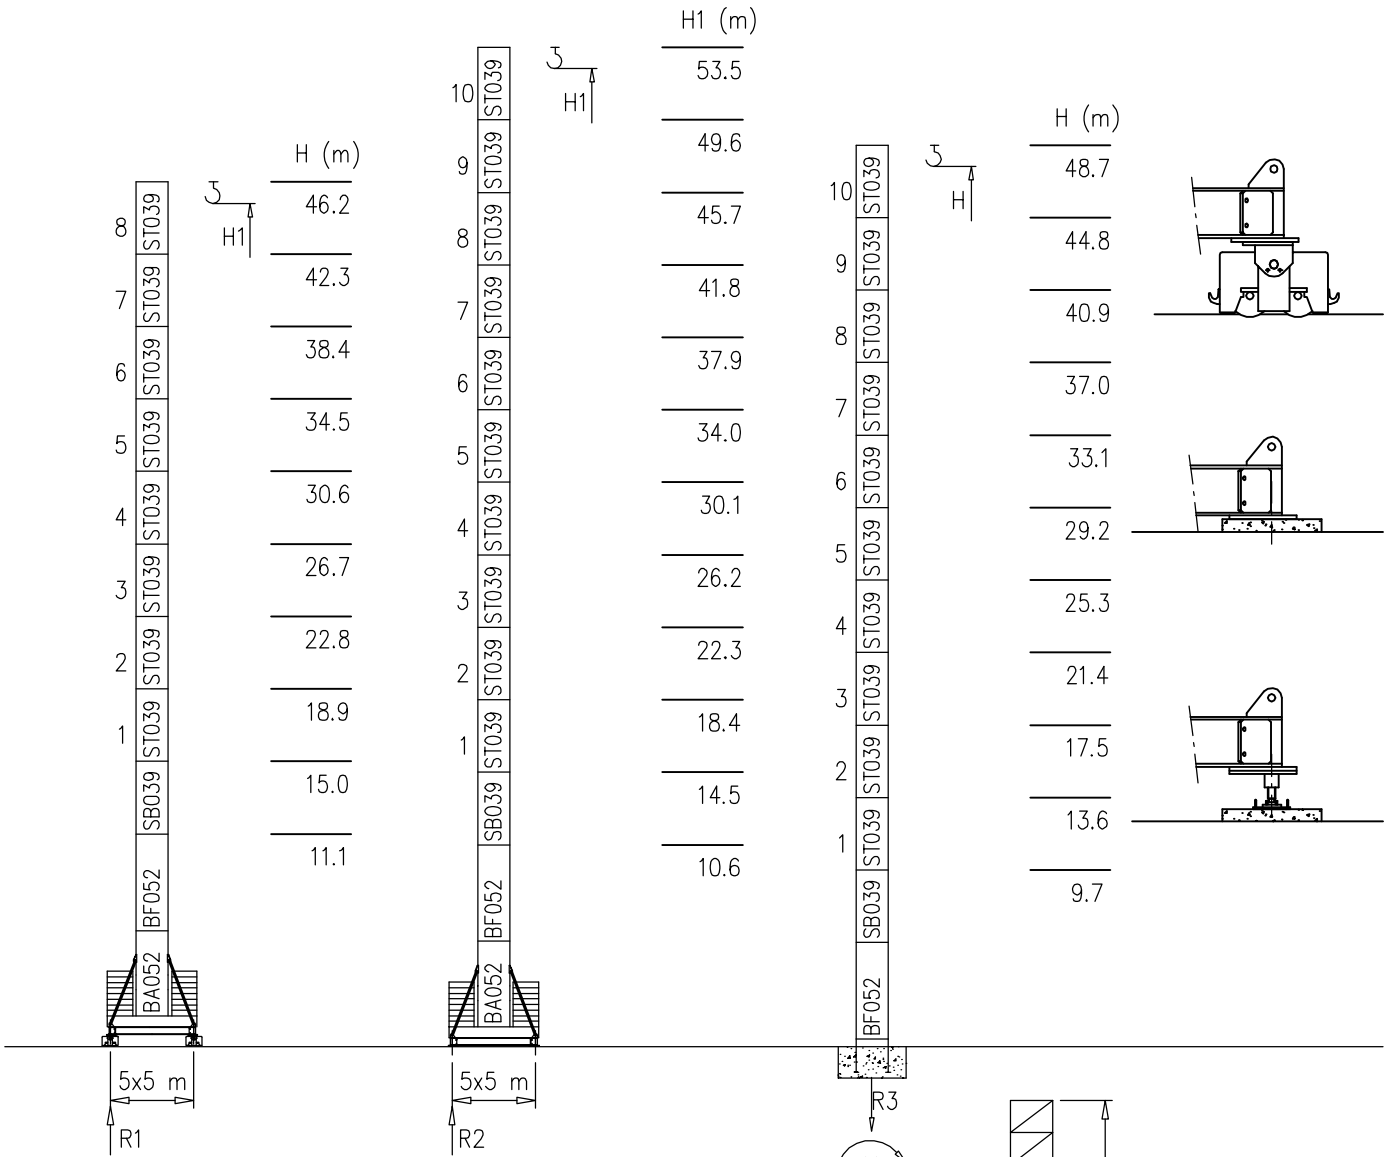 H (m)
46.2
42.3
38.4
34.5
30.6
26.7
22.8
18.9
15.0
11.1
H1
8 ST039
7 ST039
6 ST039
5 ST039
4 ST039
3 ST039
2 ST039
1 ST039
SB039
BF052
BA052
5x5 m
R1
H1 (m)
53.5
49.6
45.7
41.8
37.9
34.0
30.1
26.2
22.3
18.4
14.5
10.6
H1
10 ST039
9 ST039
8 ST039
7 ST039
6 ST039
5 ST039
4 ST039
3 ST039
2 ST039
1 ST039
SB039
BF052
BA052
5x5 m
R2
H (m)
48.7
44.8
40.9
37.0
33.1
29.2
25.3
21.4
17.5
13.6
9.7
H
10 ST039
9 ST039
8 ST039
7 ST039
6 ST039
5 ST039
4 ST039
3 ST039
2 ST039
1 ST039
SB039
BF052
R3